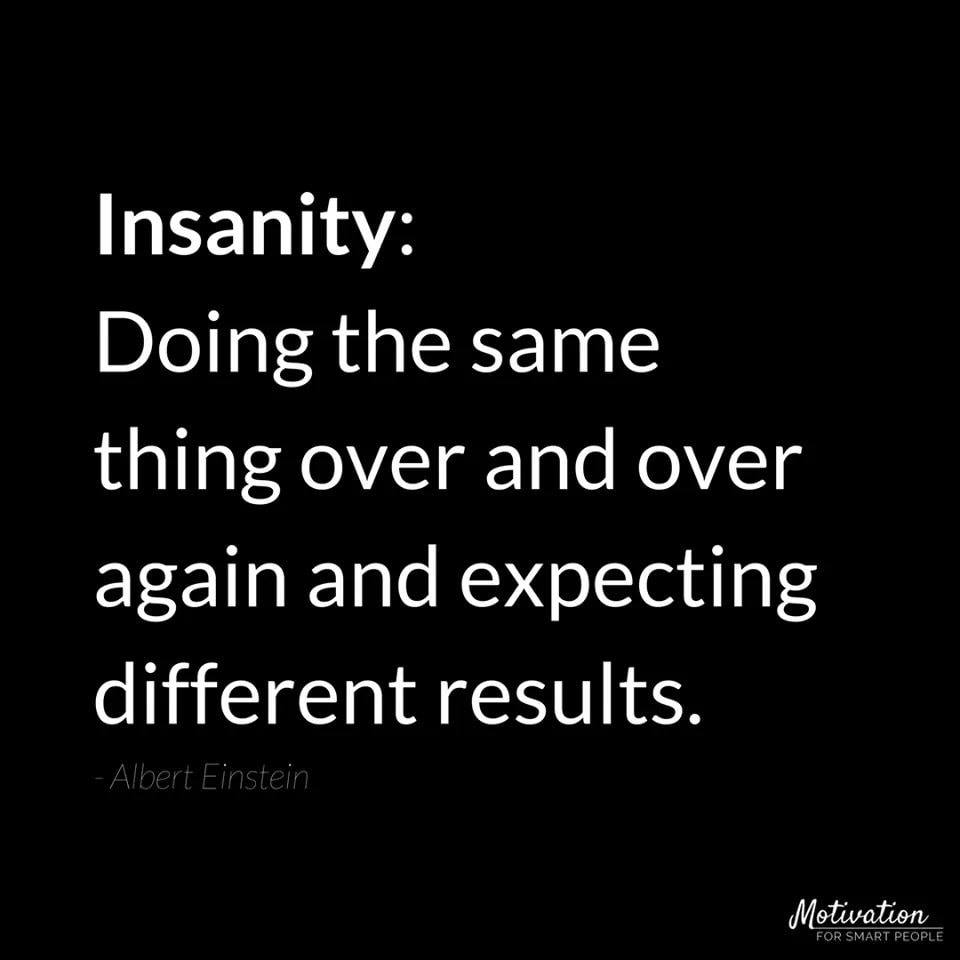 Insanity:
Doing the same
thing over and over
again and expecting
different results.
- Albert Einstein
Motivation
FOR SMART PEOPLE